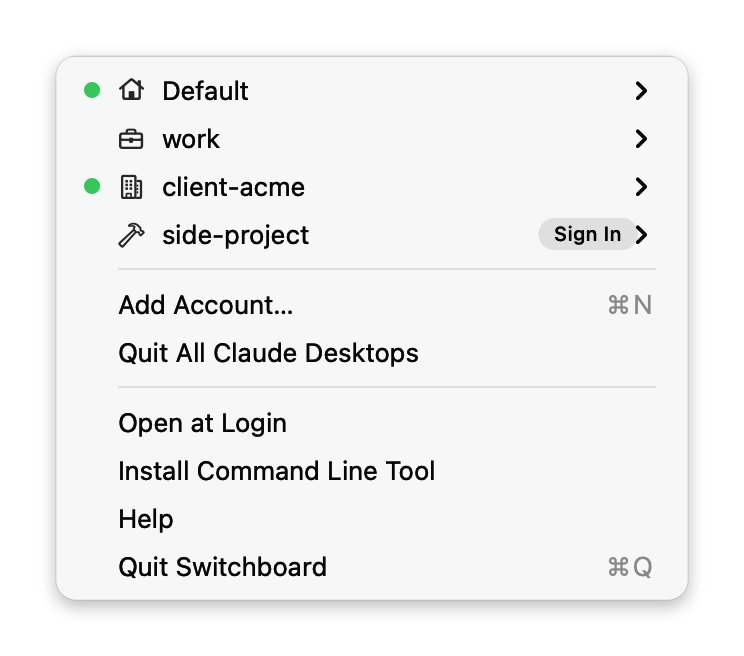 Default
work
client-acme
side-project Sign In
Add Account...
⌘N
Quit All Claude Desktops
Open at Login
Install Command Line Tool
Help
Quit Switchboard
⌘Q